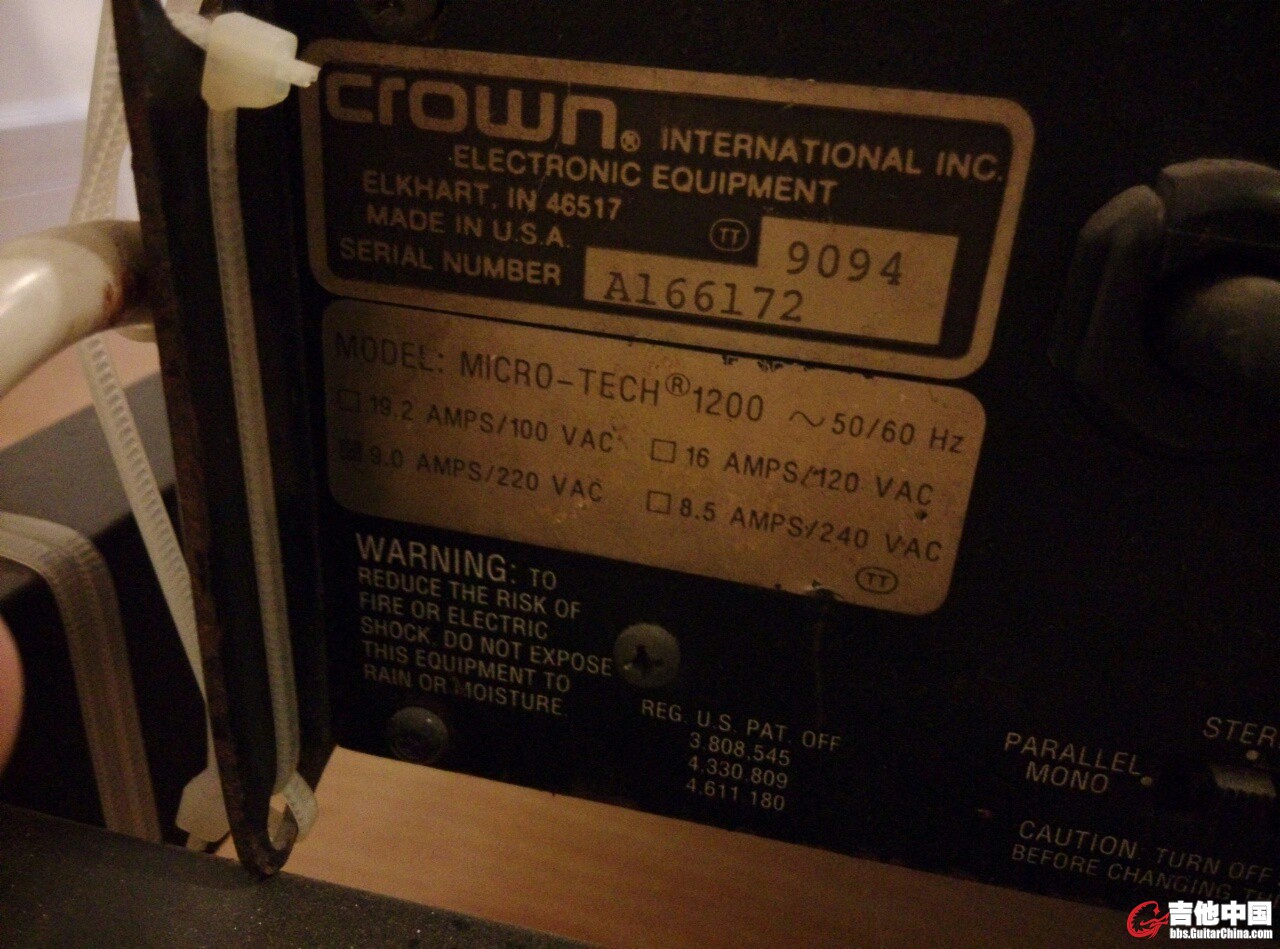 crown® INTERNATIONAL INC.
ELECTRONIC EQUIPMENT
ELKHART, IN 46517
MADE IN U.S.A.
TT 9094
SERIAL NUMBER A166172
MODEL: MICRO-TECH®1200 ~50/60 Hz
19.2 AMPS/100 VAC 16 AMPS/120 VAC
9.0 AMPS/220 VAC 8.5 AMPS/240 VAC
TT
WARNING: TO
REDUCE THE RISK OF
FIRE OR ELECTRIC
SHOCK, DO NOT EXPOSE
THIS EQUIPMENT TO
RAIN OR MOISTURE.
REG. U.S. PAT. OFF
3,808,545
4,330,809
4,611,180
PARALLEL
MONO
STER
CAUTION. TURN OFF
BEFORE CHANGING TH
吉他中国
bbs.GuitarChina.com